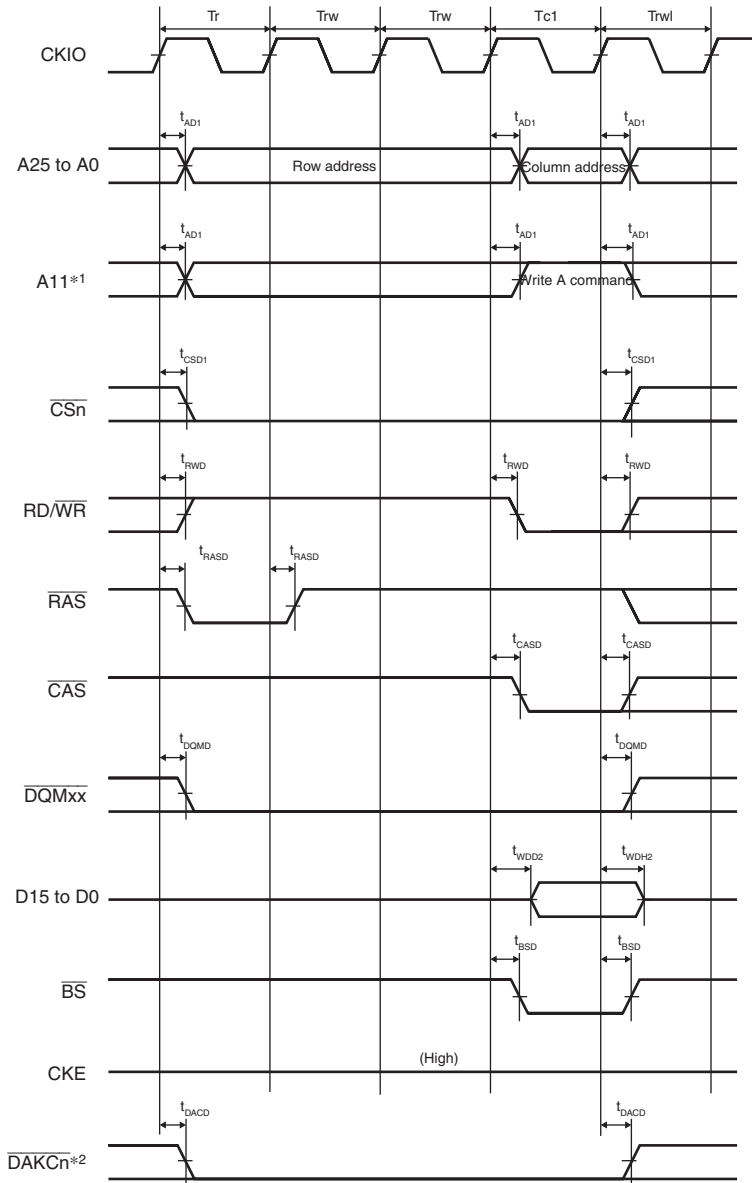 Tr Trw Trw Tc1 Trwl
CKIO
tAD1 tAD1 tAD1
A25 to A0 Row address Column address
tAD1 tAD1 tAD1
A11*1 Write A command
tCSD1 tCSD1
CSn
tRWD tRWD tRWD
RD/WR
tRASD tRASD
RAS
tCASD tCASD
CAS
tDQMD tDQMD
DQMxx
tWDD2 tWDH2
D15 to D0
tBSD tBSD
BS
(High)
CKE
tDACD tDACD
DAKCn*2